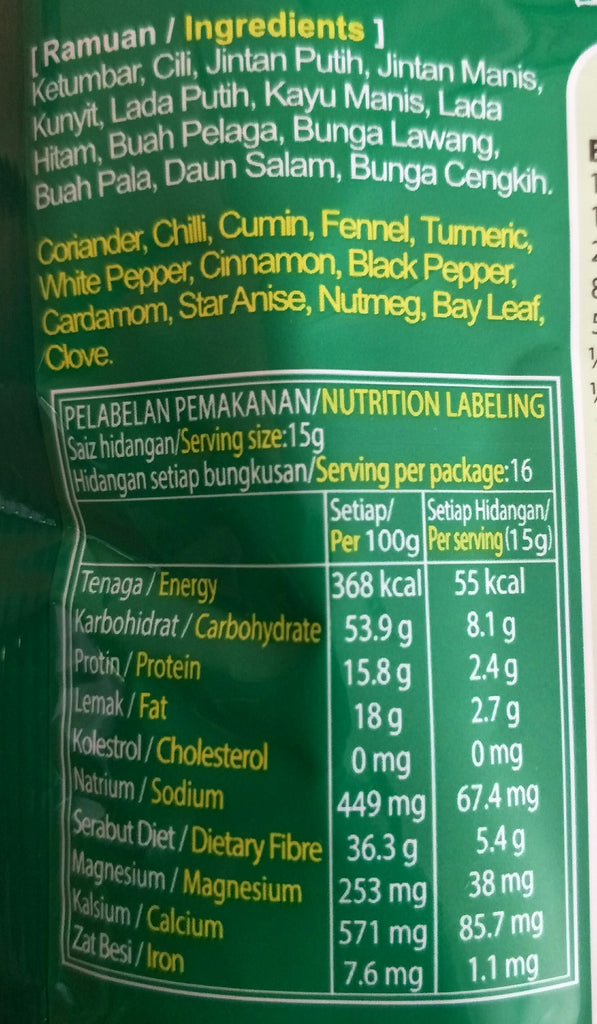 [ Ramuan / Ingredients ]
Ketumbar, Cili, Jintan Putih, Jintan Manis,
Kunyit, Lada Putih, Kayu Manis, Lada
Hitam, Buah Pelaga, Bunga Lawang,
Buah Pala, Daun Salam, Bunga Cengkih.
Coriander, Chilli, Cumin, Fennel, Turmeric,
White Pepper, Cinnamon, Black Pepper,
Cardamom, Star Anise, Nutmeg, Bay Leaf,
Clove.
PELABELAN PEMAKANAN/NUTRITION LABELING
Saiz hidangan/Serving size:15g
Hidangan setiap bungkusan/Serving per package:16
Setiap/ Setiap Hidangan/
Per 100g Per serving (15g)
Tenaga / Energy 368 kcal 55 kcal
Karbohidrat / Carbohydrate 53.9 g 8.1 g
Protin / Protein 15.8 g 2.4 g
Lemak / Fat 18 g 2.7 g
Kolestrol / Cholesterol 0 mg 0 mg
Natrium / Sodium 449 mg 67.4 mg
Serabut Diet / Dietary Fibre 36.3 g 5.4 g
Magnesium / Magnesium 253 mg 38 mg
Kalsium / Calcium 571 mg 85.7 mg
Zat Besi / Iron 7.6 mg 1.1 mg